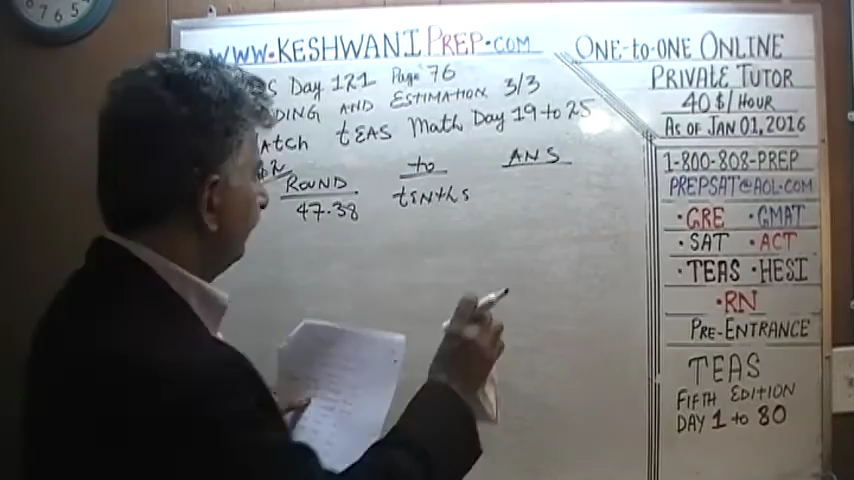 WWW.KESHWANIPREP.COM
Day 121 Page 76
AND ESTIMATION 3/3
tEAS Math Day 19 to 25
ROUND to ANS
47.38 tENtHS
ONE-to-ONE ONLINE
PRIVATE TUTOR
40 $/HOUR
AS OF JAN 01, 2016
1-800-808-PREP
PREPSAT@AOL.COM
•GRE •GMAT
•SAT •ACT
•TEAS •HESI
•RN
PRE-ENTRANCE
TEAS
FIFTH EDITION
DAY 1 to 80
7 6 5